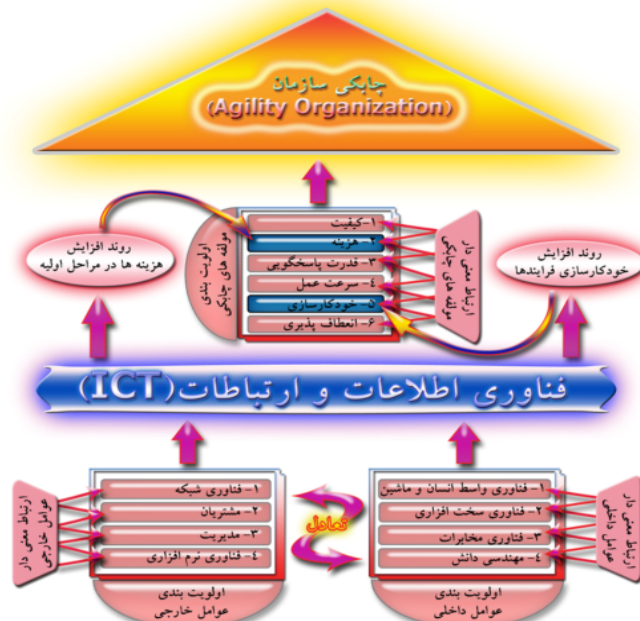 چابکی سازمان
(Agility Organization)
روند افزایش
هزینه ها در مراحل اولیه
اولویت بندی
مولفه های چابکی
۱- کیفیت
۲- هزینه
۳- قدرت پاسخگویی
۴- سرعت عمل
۵- خودکارسازی
۶- انعطاف پذیری
ارتباط معنی دار
مولفه های چابکی
روند افزایش
خودکارسازی فرایندها
فناوری اطلاعات و ارتباطات (ICT)
ارتباط معنی دار
عوامل خارجی
۱- فناوری شبکه
۲- مشتریان
۳- مدیریت
۴- فناوری نرم افزاری
اولویت بندی
عوامل خارجی
تعادل
۱- فناوری واسط انسان و ماشین
۲- فناوری سخت افزاری
۳- فناوری مخابرات
۴- مهندسی دانش
اولویت بندی
عوامل داخلی
ارتباط معنی دار
عوامل داخلی